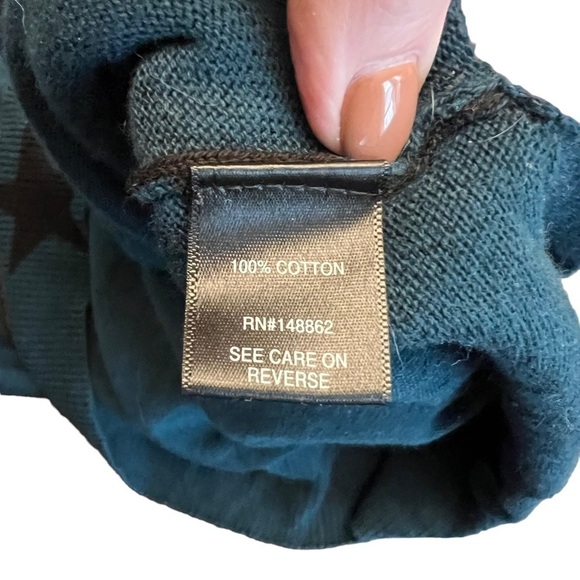 100% COTTON
RN#148862
SEE CARE ON
REVERSE